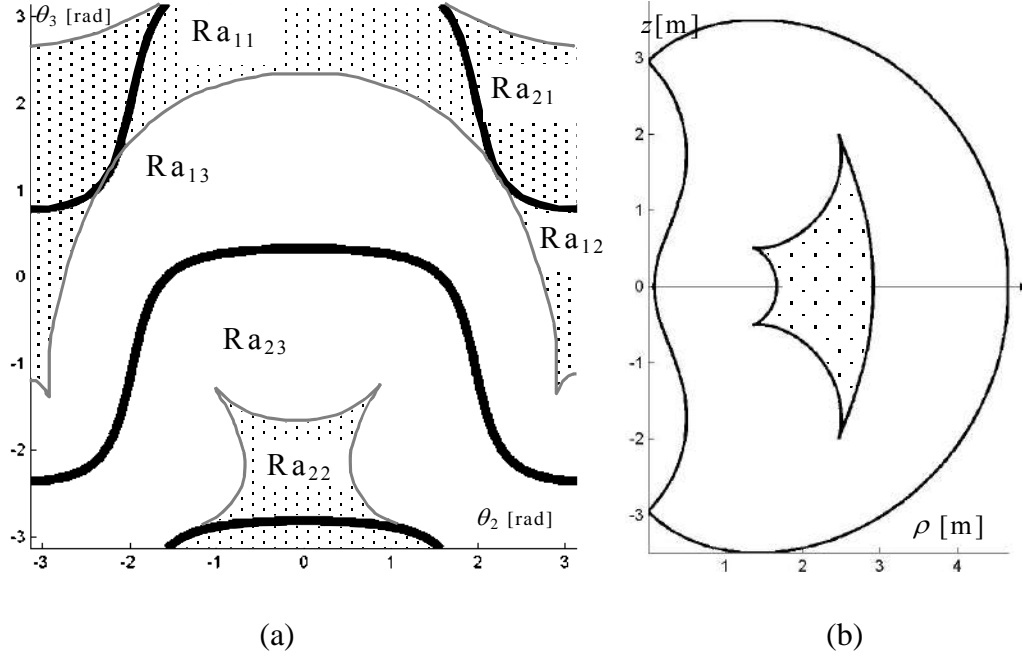 θ₃ [rad]
3
2
1
0
-1
-2
-3
-3
-2
-1
0
1
2
3
Ra₁₁
Ra₂₁
Ra₁₃
Ra₁₂
Ra₂₃
Ra₂₂
θ₂ [rad]
(a)
z [m]
3
2
1
0
-1
-2
-3
1
2
3
4
ρ [m]
(b)